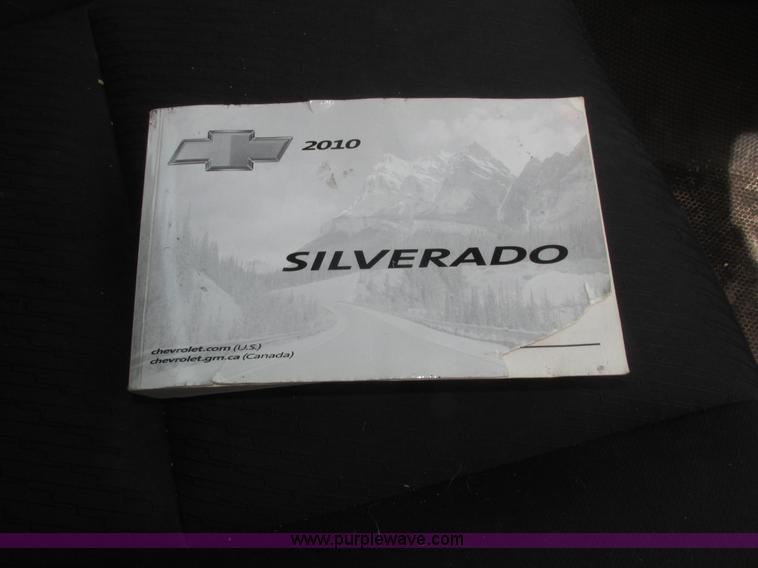 2010
SILVERADO
chevrolet.com (U.S.)
chevrolet.gm.ca (Canada)
www.purplewave.com